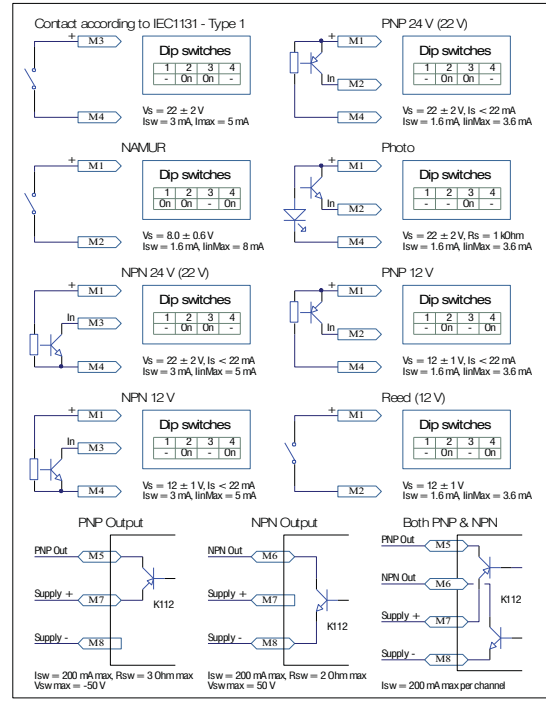 Contact according to IEC1131 - Type 1
+ M3
M4
Dip switches
1 2 3 4
- On On -
Vs = 22 ± 2 V
Isw = 3 mA, Imax = 5 mA
PNP 24 V (22 V)
+ M1
In
M2
M4
Dip switches
1 2 3 4
- On On -
Vs = 22 ± 2 V, Is < 22 mA
Isw = 1.6 mA, IinMax = 3.6 mA
NAMUR
+ M1
M2
Dip switches
1 2 3 4
On On - On
Vs = 8.0 ± 0.6 V
Isw = 1.6 mA, IinMax = 8 mA
Photo
+ M1
In
M2
M4
Dip switches
1 2 3 4
- - On -
Vs = 22 ± 2 V, Rs = 1 kOhm
Isw = 1.6 mA, IinMax = 3.6 mA
NPN 24 V (22 V)
+ M1
In
M3
M4
Dip switches
1 2 3 4
- On On -
Vs = 22 ± 2 V, Is < 22 mA
Isw = 3 mA, IinMax = 5 mA
PNP 12 V
+ M1
In
M2
M4
Dip switches
1 2 3 4
- On - On
Vs = 12 ± 1 V, Is < 22 mA
Isw = 1.6 mA, IinMax = 3.6 mA
NPN 12 V
+ M1
In
M3
M4
Dip switches
1 2 3 4
- On - On
Vs = 12 ± 1 V, Is < 22 mA
Isw = 3 mA, IinMax = 5 mA
Reed (12 V)
+ M1
M2
Dip switches
1 2 3 4
- On - On
Vs = 12 ± 1 V
Isw = 1.6 mA, IinMax = 3.6 mA
PNP Output
PNP Out M5
Supply + M7
K112
Supply - M8
Isw = 200 mA max, Rsw = 3 Ohm max
Vsw max = -50 V
NPN Output
NPN Out M6
Supply + M7
K112
Supply - M8
Isw = 200 mA max, Rsw = 2 Ohm max
Vsw max = 50 V
Both PNP & NPN
PNP Out M5
NPN Out M6
K112
Supply + M7
Supply - M8
Isw = 200 mA max per channel